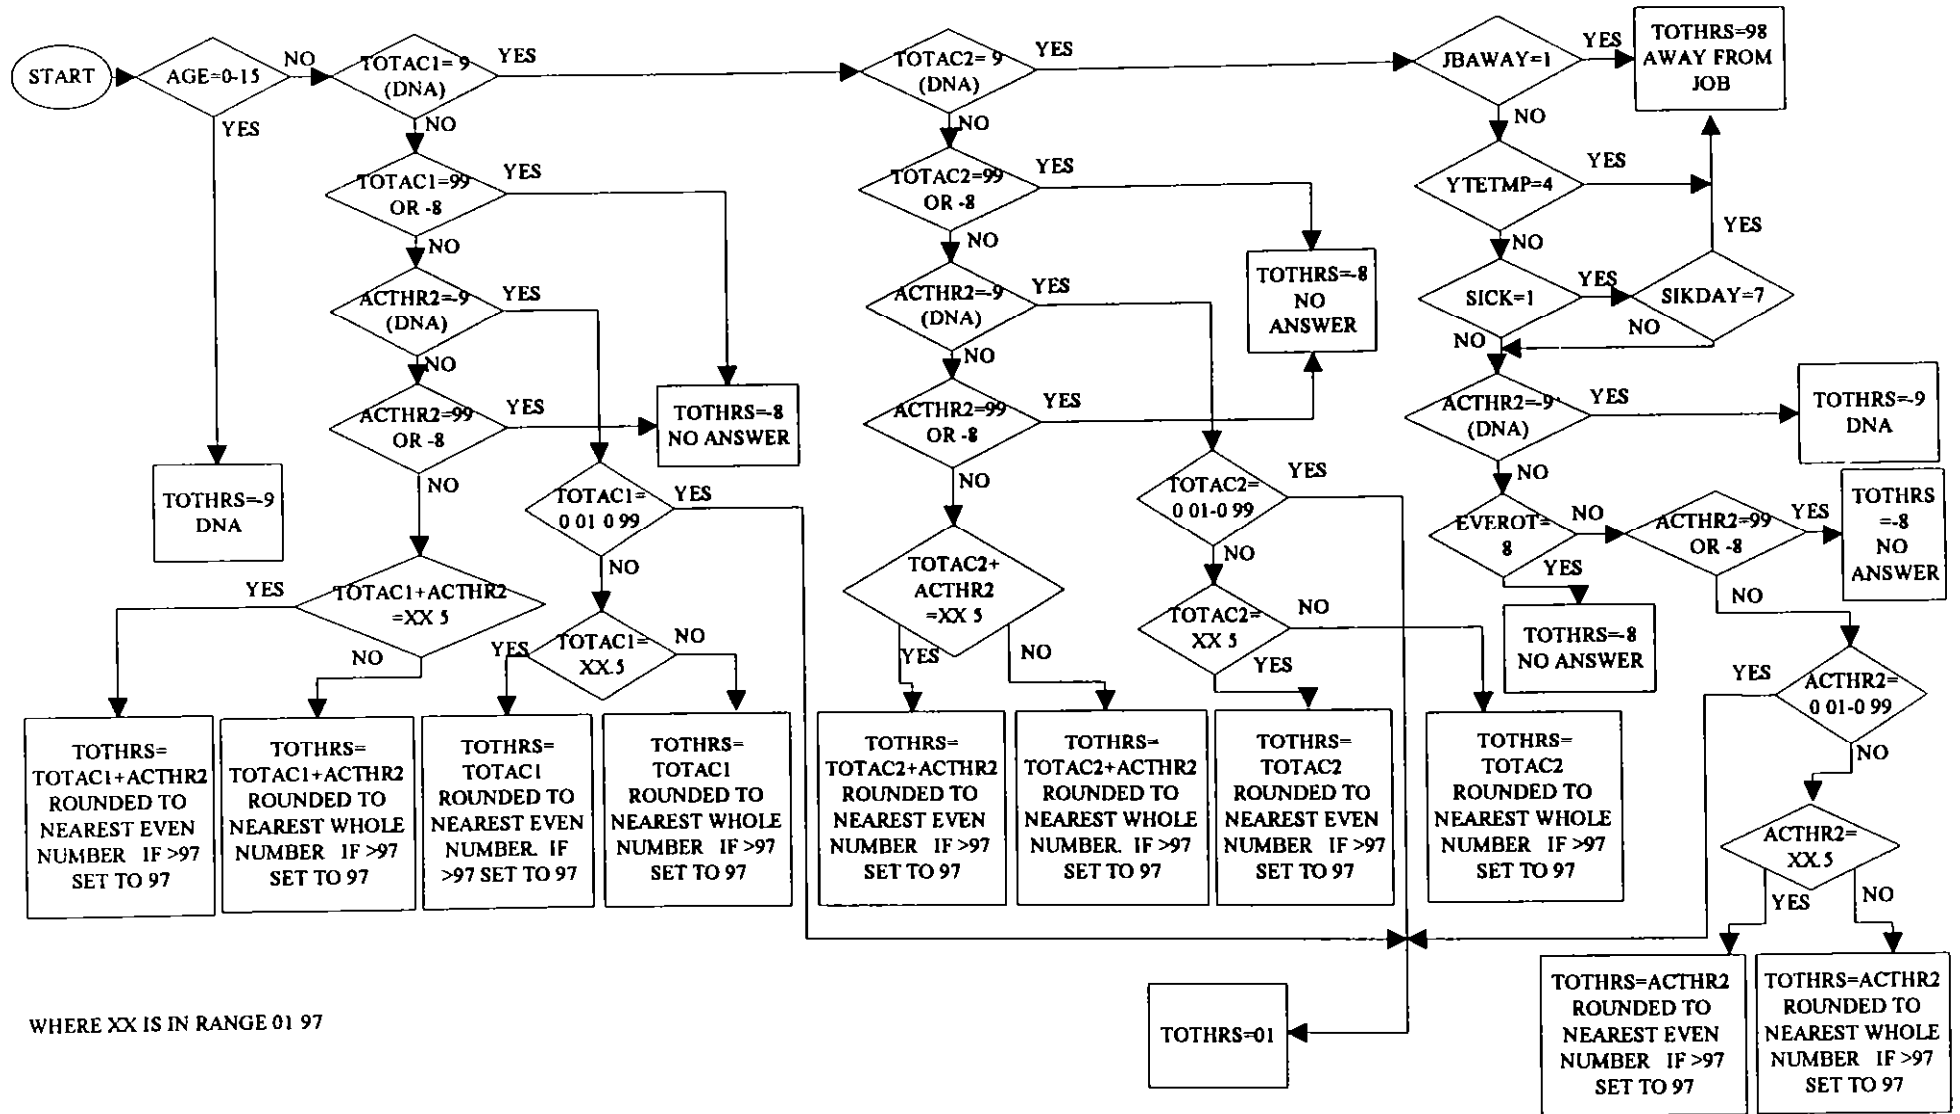 START
AGE=0-15
NO
YES
TOTHRS=-9
DNA
TOTAC1= 9
(DNA)
YES
NO
TOTAC1=99
OR -8
YES
NO
ACTHR2=-9
(DNA)
YES
NO
ACTHR2=99
OR -8
YES
NO
TOTHRS=-8
NO ANSWER
TOTAC1=
0 01-0 99
YES
NO
TOTAC1+ACTHR2
=XX 5
YES
NO
TOTAC1=
XX.5
YES
NO
TOTHRS=
TOTAC1+ACTHR2
ROUNDED TO
NEAREST EVEN
NUMBER IF >97
SET TO 97
TOTHRS=
TOTAC1+ACTHR2
ROUNDED TO
NEAREST WHOLE
NUMBER IF >97
SET TO 97
TOTHRS=
TOTAC1
ROUNDED TO
NEAREST EVEN
NUMBER. IF
>97 SET TO 97
TOTHRS=
TOTAC1
ROUNDED TO
NEAREST WHOLE
NUMBER IF >97
SET TO 97
TOTAC2= 9
(DNA)
YES
NO
TOTAC2=99
OR -8
YES
NO
ACTHR2=-9
(DNA)
YES
NO
ACTHR2=99
OR -8
YES
NO
TOTHRS=-8
NO
ANSWER
TOTAC2=
0 01-0 99
YES
NO
TOTAC2+
ACTHR2
=XX 5
YES
NO
TOTAC2=
XX 5
NO
YES
TOTHRS=
TOTAC2+ACTHR2
ROUNDED TO
NEAREST EVEN
NUMBER IF >97
SET TO 97
TOTHRS=
TOTAC2+ACTHR2
ROUNDED TO
NEAREST WHOLE
NUMBER. IF >97
SET TO 97
TOTHRS=
TOTAC2
ROUNDED TO
NEAREST EVEN
NUMBER IF >97
SET TO 97
TOTHRS=
TOTAC2
ROUNDED TO
NEAREST WHOLE
NUMBER IF >97
SET TO 97
JBAWAY=1
YES
NO
TOTHRS=98
AWAY FROM
JOB
YTETMP=4
YES
NO
SICK=1
YES
NO
SIKDAY=7
YES
NO
ACTHR2=-9
(DNA)
YES
NO
TOTHRS=-9
DNA
EVEROT=
8
NO
YES
TOTHRS=-8
NO ANSWER
ACTHR2=99
OR -8
YES
NO
TOTHRS
=-8
NO
ANSWER
ACTHR2=
0 01-0 99
YES
NO
ACTHR2=
XX.5
YES
NO
TOTHRS=ACTHR2
ROUNDED TO
NEAREST EVEN
NUMBER IF >97
SET TO 97
TOTHRS=ACTHR2
ROUNDED TO
NEAREST WHOLE
NUMBER IF >97
SET TO 97
TOTHRS=01
WHERE XX IS IN RANGE 01 97